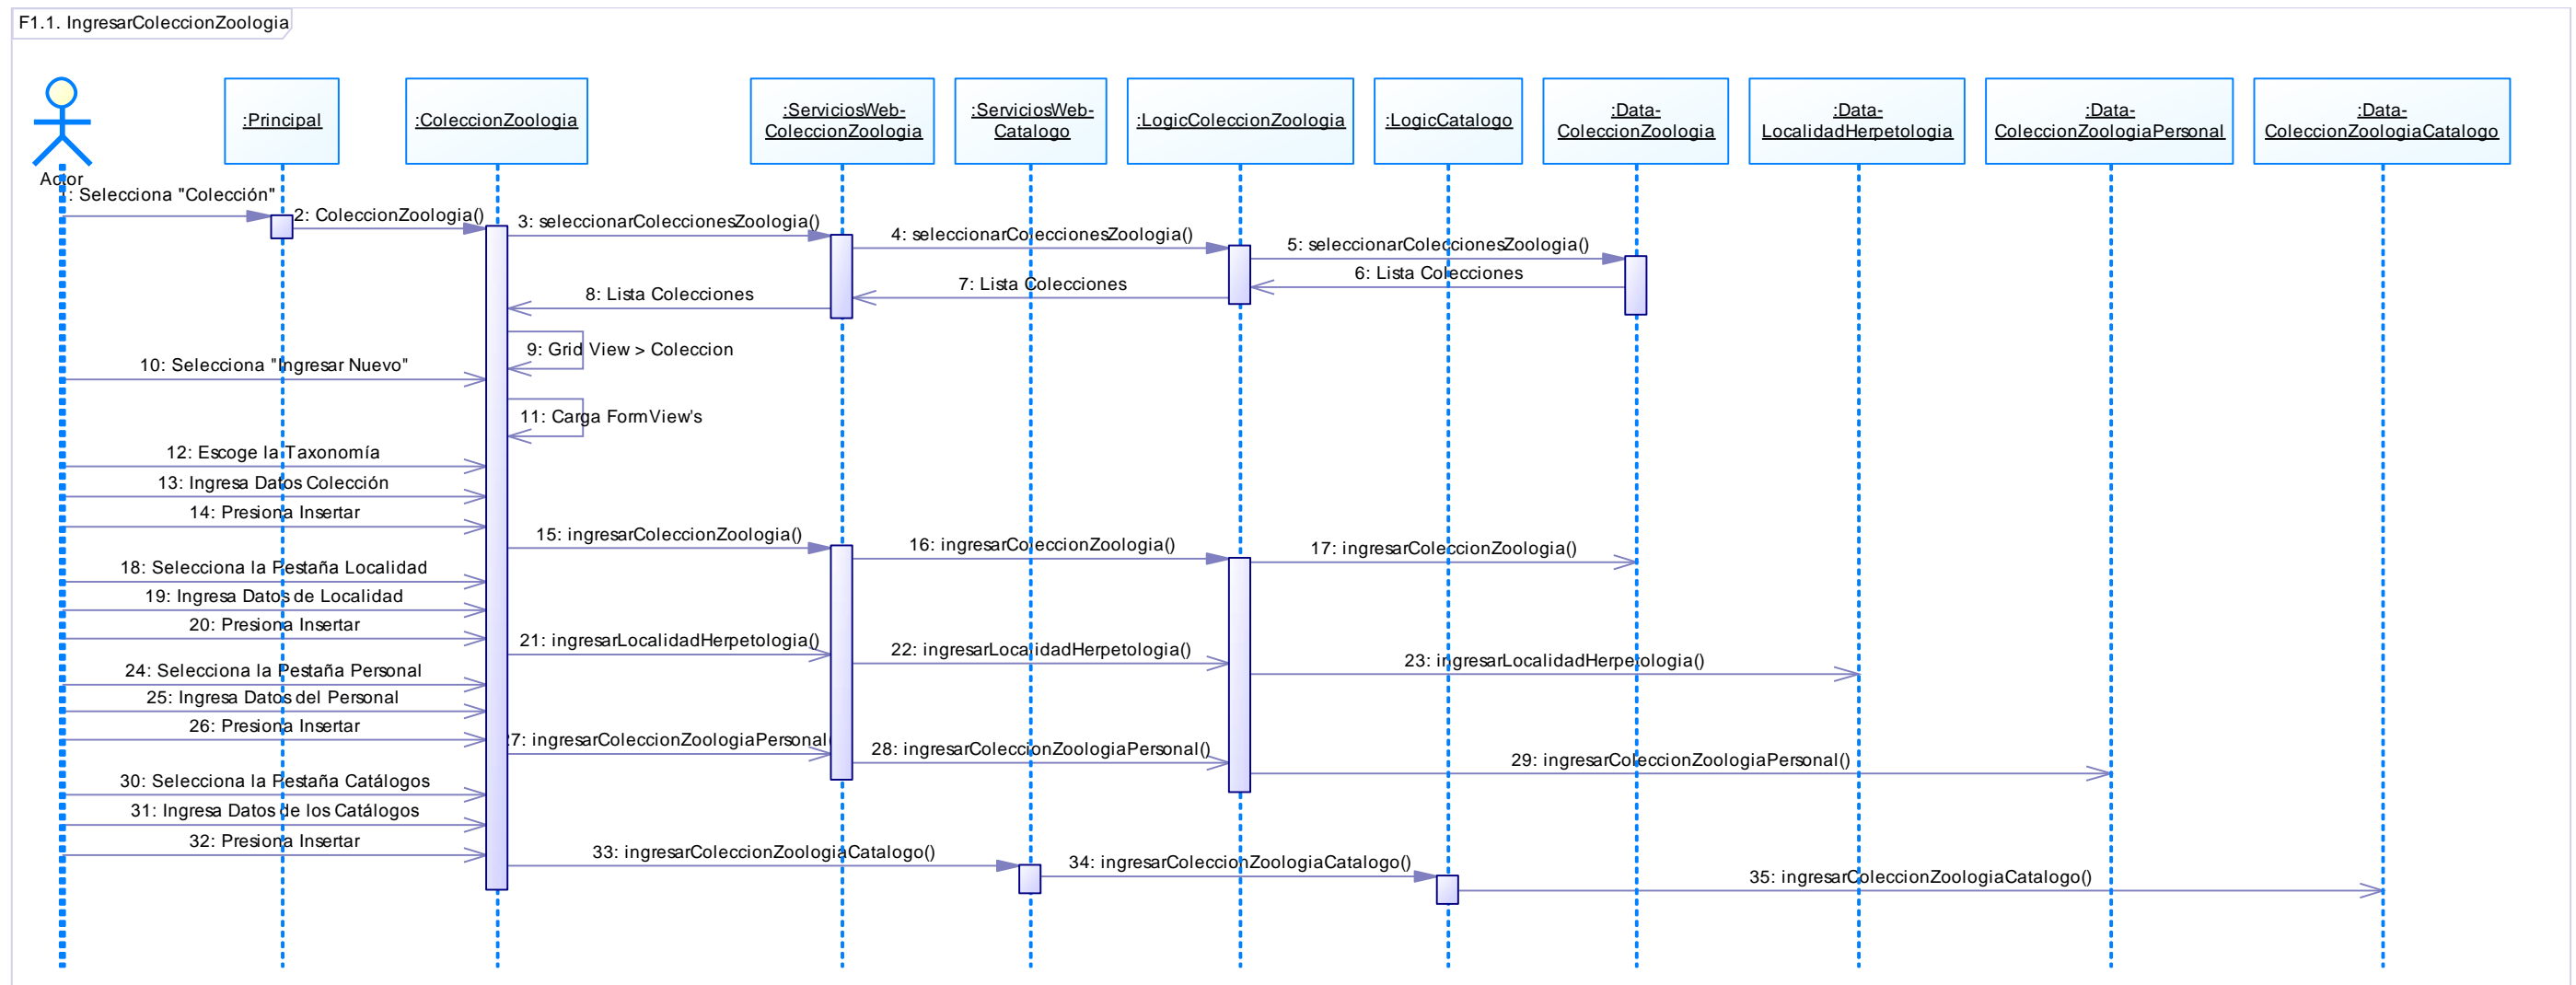 F1.1. IngresarColeccionZoologia
Actor
:Principal
:ColeccionZoologia
:ServiciosWeb-
ColeccionZoologia
:ServiciosWeb-
Catalogo
:LogicColeccionZoologia
:LogicCatalogo
:Data-
ColeccionZoologia
:Data-
LocalidadHerpetologia
:Data-
ColeccionZoologiaPersonal
:Data-
ColeccionZoologiaCatalogo
1: Selecciona "Colección"
2: ColeccionZoologia()
3: seleccionarColeccionesZoologia()
4: seleccionarColeccionesZoologia()
5: seleccionarColeccionesZoologia()
6: Lista Colecciones
7: Lista Colecciones
8: Lista Colecciones
9: Grid View > Coleccion
10: Selecciona "Ingresar Nuevo"
11: Carga FormView's
12: Escoge la Taxonomía
13: Ingresa Datos Colección
14: Presiona Insertar
15: ingresarColeccionZoologia()
16: ingresarColeccionZoologia()
17: ingresarColeccionZoologia()
18: Selecciona la Pestaña Localidad
19: Ingresa Datos de Localidad
20: Presiona Insertar
21: ingresarLocalidadHerpetologia()
22: ingresarLocalidadHerpetologia()
23: ingresarLocalidadHerpetologia()
24: Selecciona la Pestaña Personal
25: Ingresa Datos del Personal
26: Presiona Insertar
27: ingresarColeccionZoologiaPersonal(
28: ingresarColeccionZoologiaPersonal()
29: ingresarColeccionZoologiaPersonal()
30: Selecciona la Pestaña Catálogos
31: Ingresa Datos de los Catálogos
32: Presiona Insertar
33: ingresarColeccionZoologiaCatalogo()
34: ingresarColeccionZoologiaCatalogo()
35: ingresarColeccionZoologiaCatalogo()